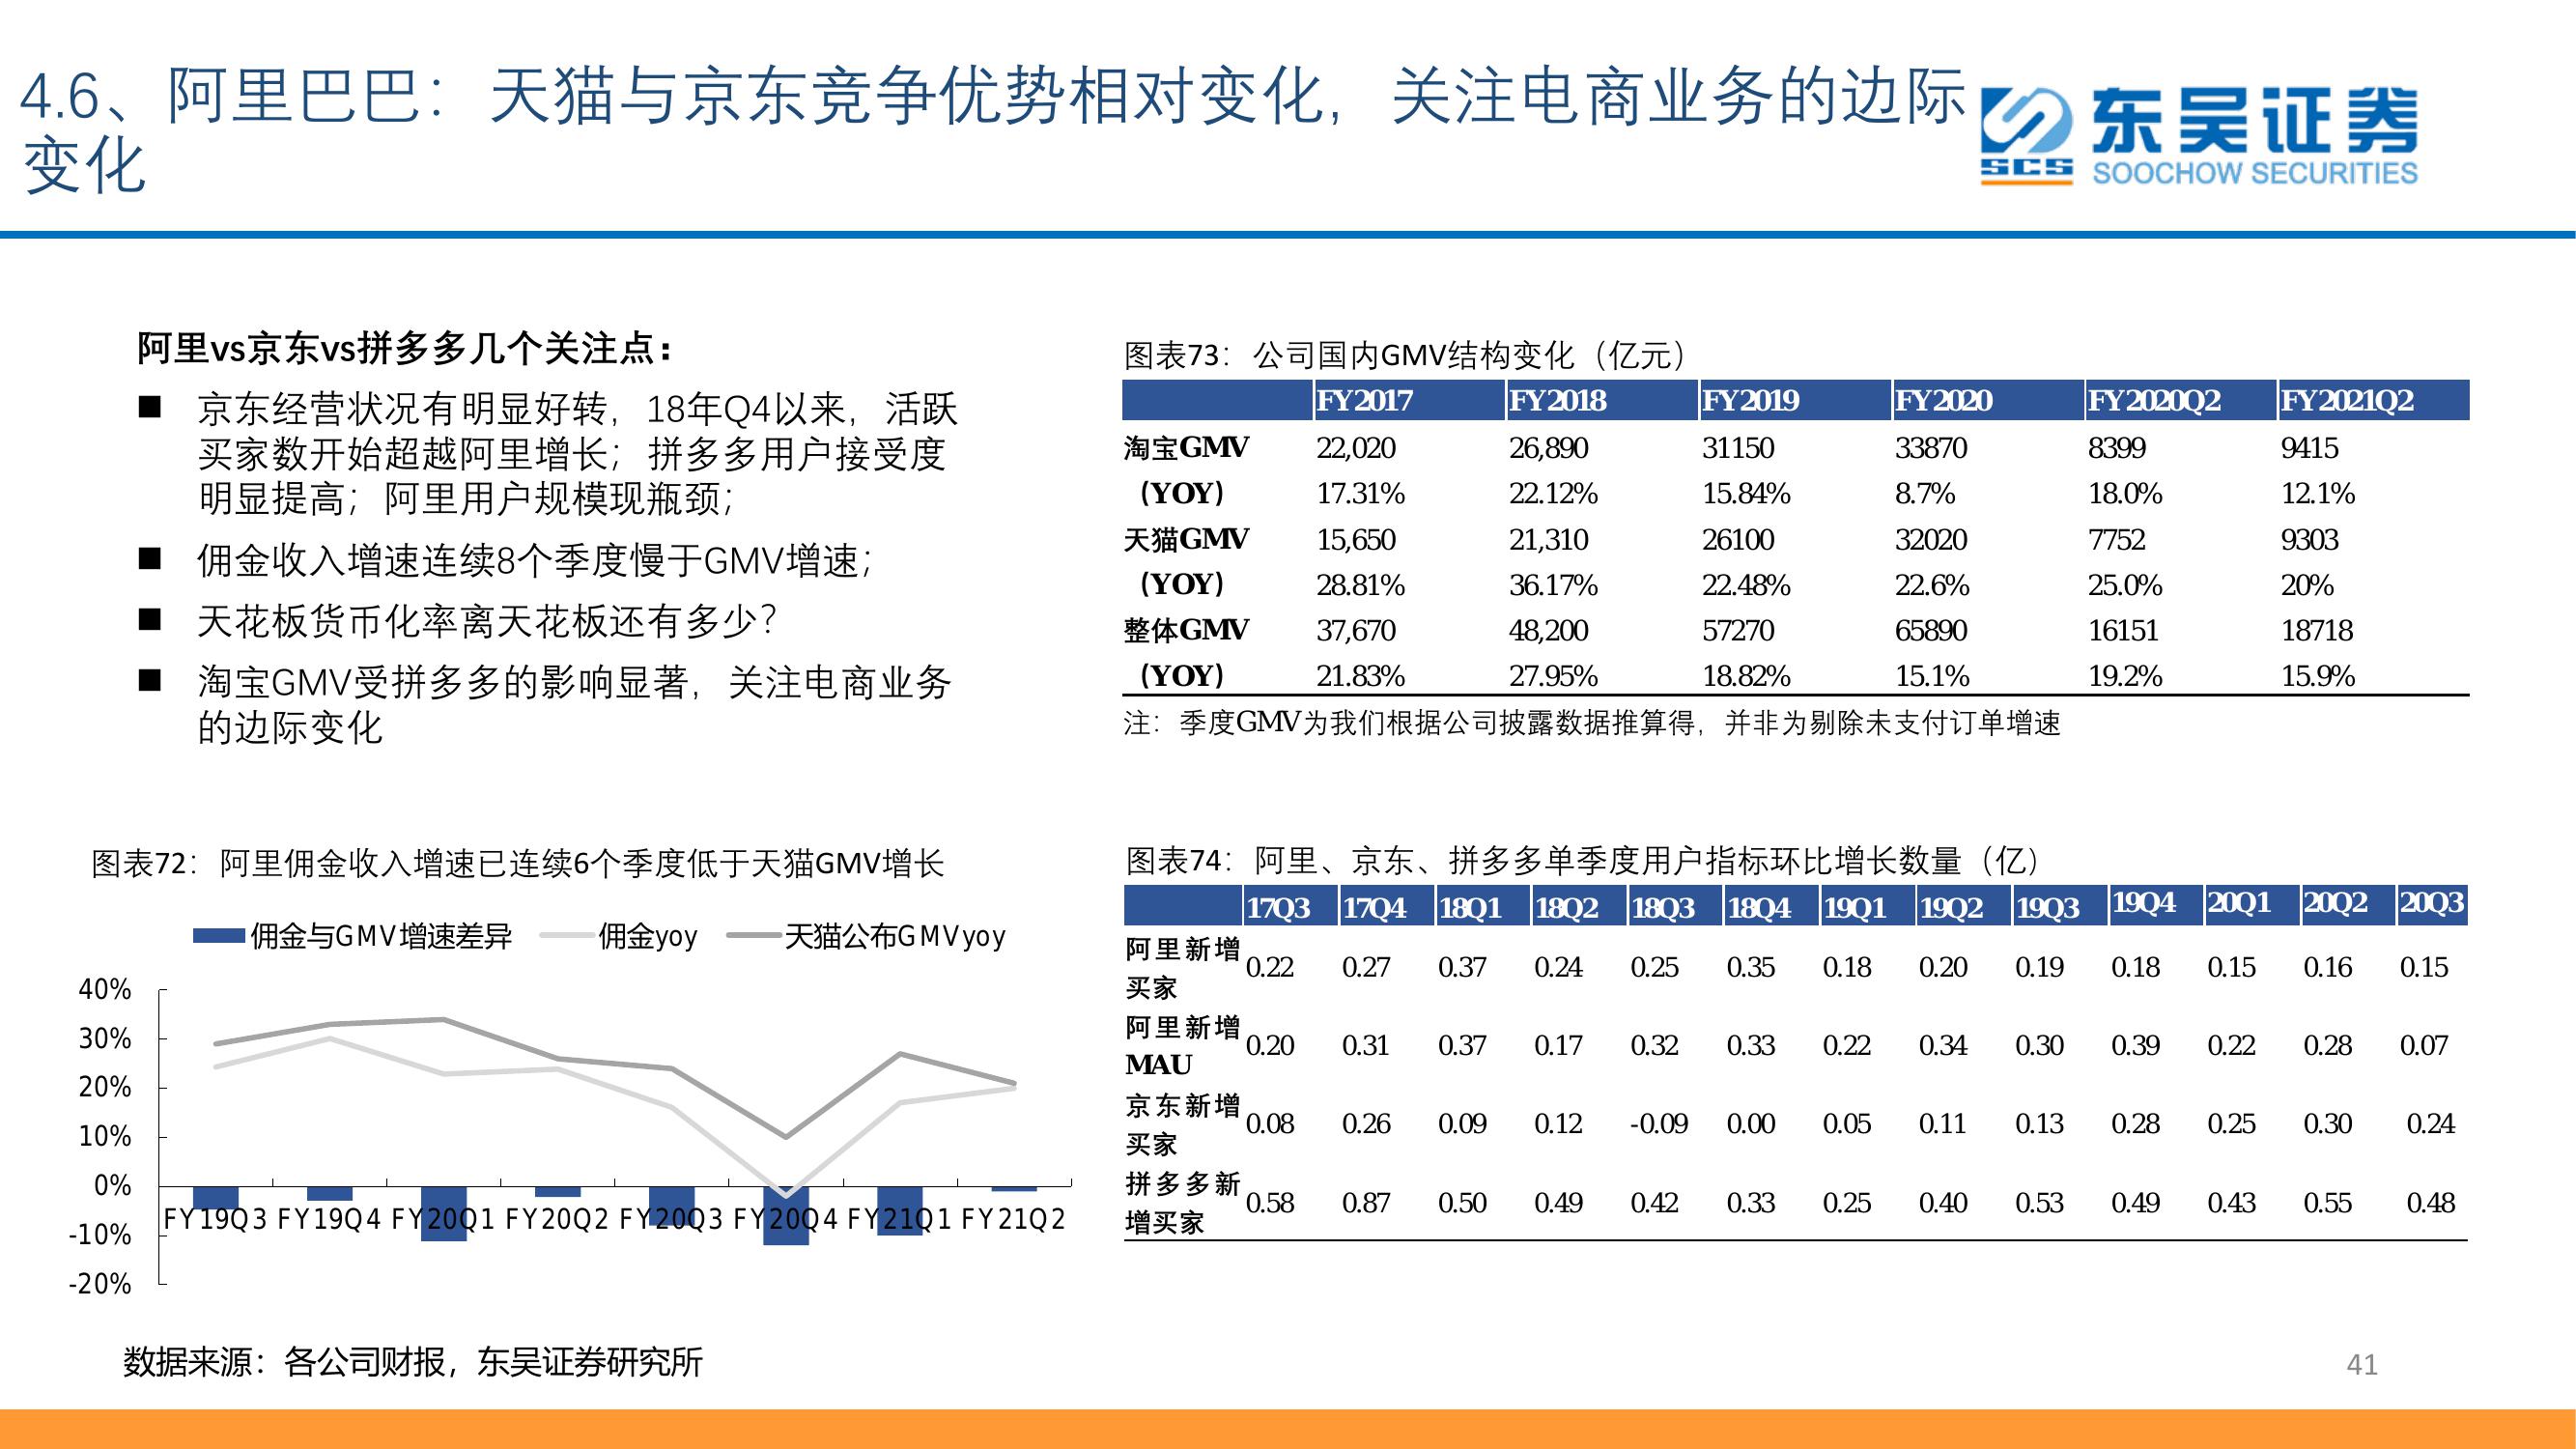 4.6、阿里巴巴：天猫与京东竞争优势相对变化，关注电商业务的边际
变化
SCS
东吴证券
SOOCHOW SECURITIES
阿里vs京东vs拼多多几个关注点：
■ 京东经营状况有明显好转，18年Q4以来，活跃
买家数开始超越阿里增长；拼多多用户接受度
明显提高；阿里用户规模现瓶颈；
■ 佣金收入增速连续8个季度慢于GMV增速；
■ 天花板货币化率离天花板还有多少？
■ 淘宝GMV受拼多多的影响显著，关注电商业务
的边际变化
图表73：公司国内GMV结构变化（亿元）
FY2017 FY2018 FY2019 FY2020 FY2020Q2 FY2021Q2
淘宝GMV 22,020 26,890 31150 33870 8399 9415
（YOY） 17.31% 22.12% 15.84% 8.7% 18.0% 12.1%
天猫GMV 15,650 21,310 26100 32020 7752 9303
（YOY） 28.81% 36.17% 22.48% 22.6% 25.0% 20%
整体GMV 37,670 48,200 57270 65890 16151 18718
（YOY） 21.83% 27.95% 18.82% 15.1% 19.2% 15.9%
注：季度GMV为我们根据公司披露数据推算得，并非为剔除未支付订单增速
图表72：阿里佣金收入增速已连续6个季度低于天猫GMV增长
佣金与GMV增速差异 佣金yoy 天猫公布GMVyoy
40%
30%
20%
10%
0%
FY19Q3 FY19Q4 FY20Q1 FY20Q2 FY20Q3 FY20Q4 FY21Q1 FY21Q2
-10%
-20%
图表74：阿里、京东、拼多多单季度用户指标环比增长数量（亿）
17Q3 17Q4 18Q1 18Q2 18Q3 18Q4 19Q1 19Q2 19Q3 19Q4 20Q1 20Q2 20Q3
阿里新增
买家
0.22 0.27 0.37 0.24 0.25 0.35 0.18 0.20 0.19 0.18 0.15 0.16 0.15
阿里新增
MAU
0.20 0.31 0.37 0.17 0.32 0.33 0.22 0.34 0.30 0.39 0.22 0.28 0.07
京东新增
买家
0.08 0.26 0.09 0.12 -0.09 0.00 0.05 0.11 0.13 0.28 0.25 0.30 0.24
拼多多新
增买家
0.58 0.87 0.50 0.49 0.42 0.33 0.25 0.40 0.53 0.49 0.43 0.55 0.48
数据来源：各公司财报，东吴证券研究所
41